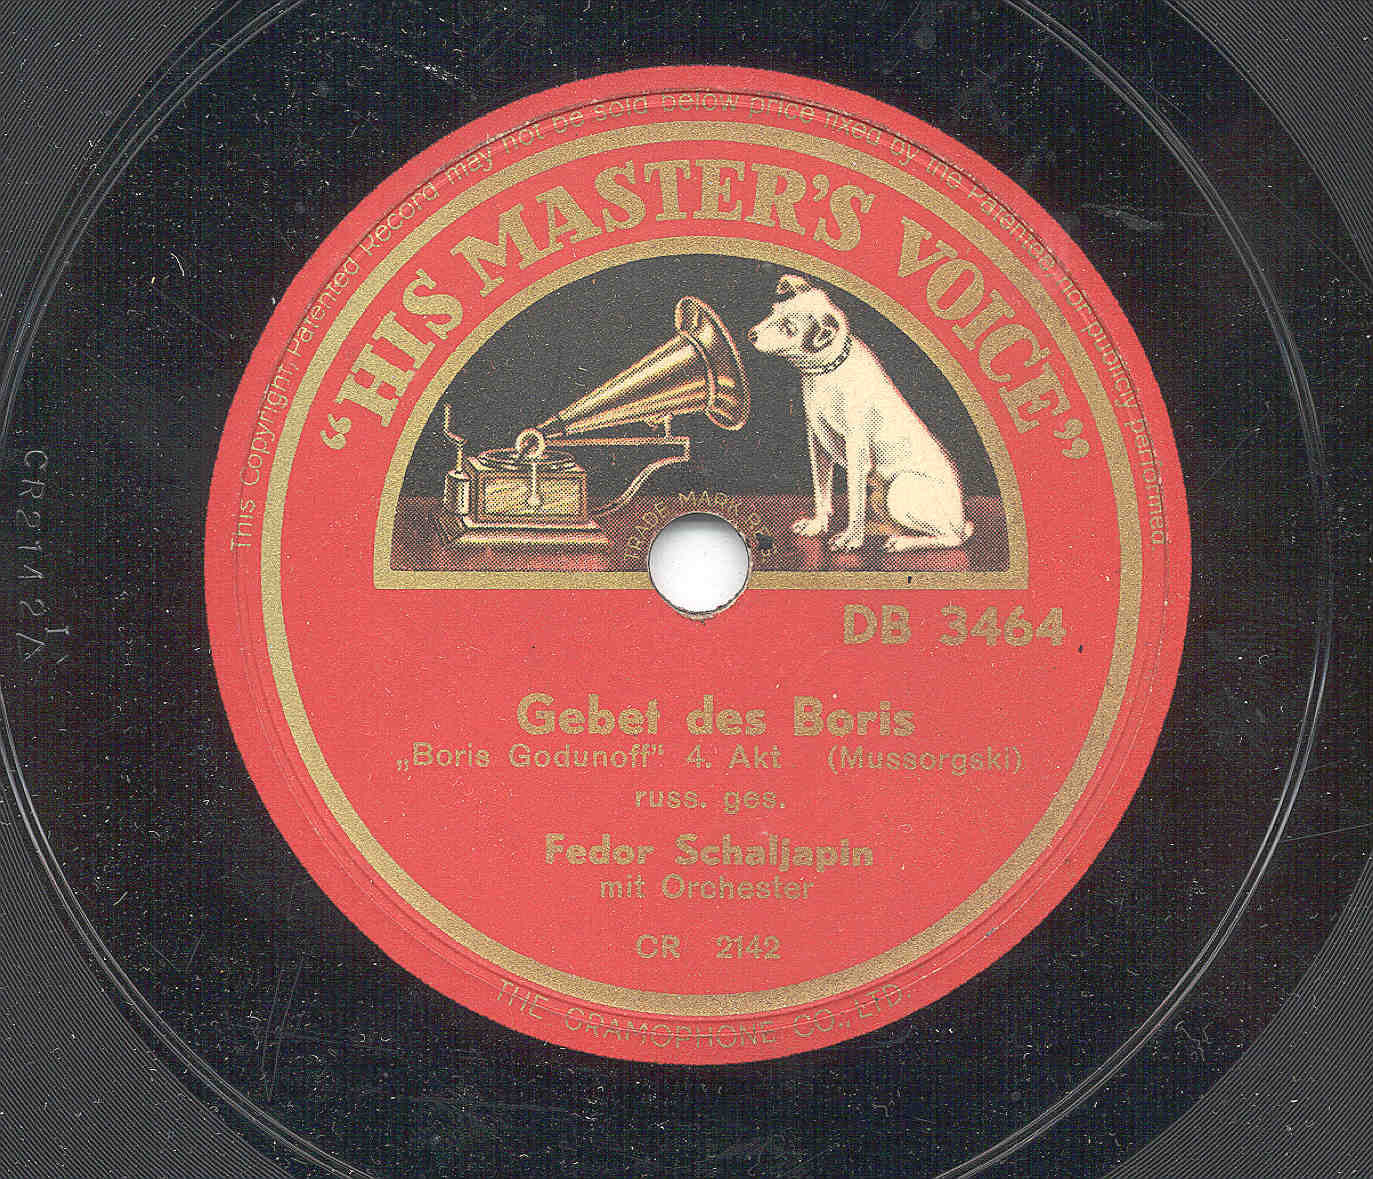 This Copyright, Patented Record may not be sold below price fixed by the Patentee nor publicly performed.
“HIS MASTER'S VOICE”
TRADE MARK
DB 3464
Gebet des Boris
„Boris Godunoff” 4. Akt (Mussorgski)
russ. ges.
Fedor Schaljapin
mit Orchester
CR 2142
THE GRAMOPHONE CO., LTD.